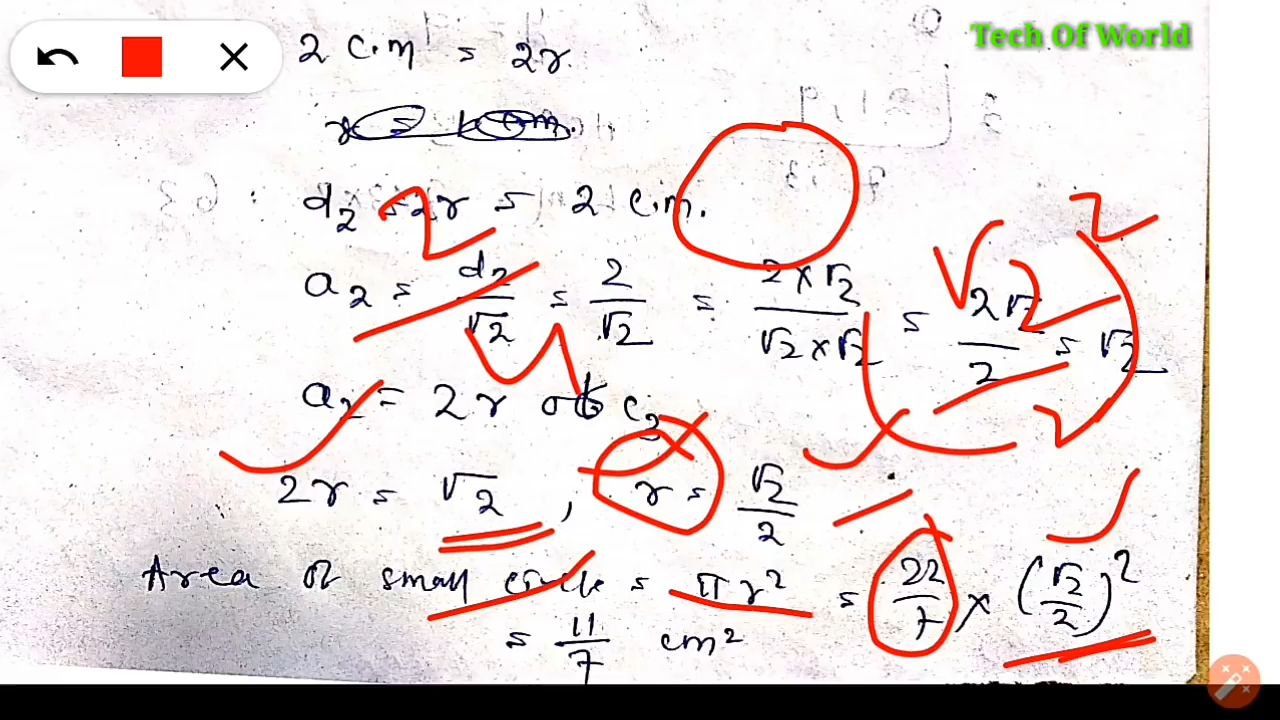 Tech Of World
2 c.m = 2r.
d₂ = 2r = 2 c.m.
a₂ = d₂/√2 = 2/√2 = 2×√2/√2×√2 = 2√2/2 = √2
a₂ = 2r of c₃
2r = √2, r = √2/2
Area of small circle = πr² = 22/7 × (√2/2)²
= 11/7 cm²